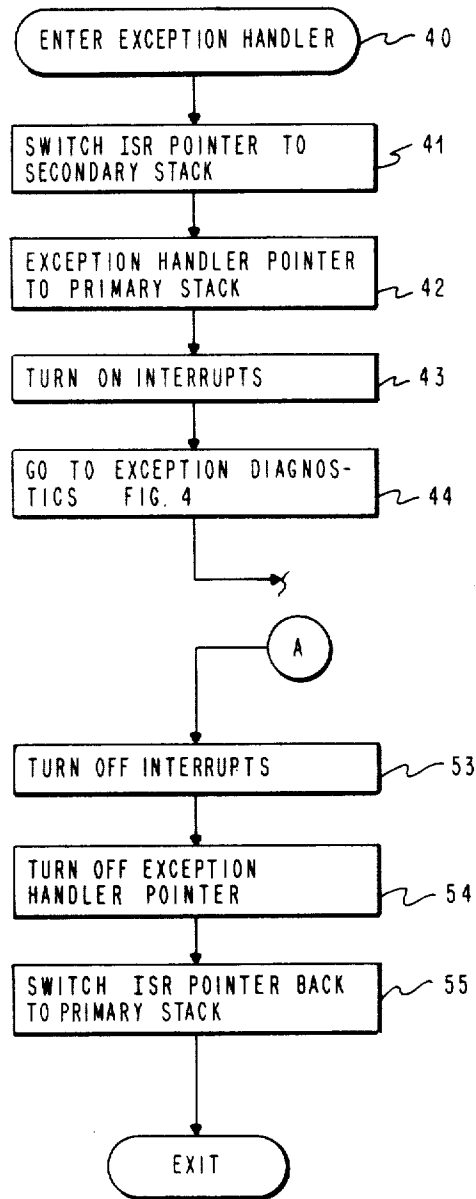 ENTER EXCEPTION HANDLER
40
SWITCH ISR POINTER TO
SECONDARY STACK
41
EXCEPTION HANDLER POINTER
TO PRIMARY STACK
42
TURN ON INTERRUPTS
43
GO TO EXCEPTION DIAGNOS-
TICS FIG. 4
44
A
TURN OFF INTERRUPTS
53
TURN OFF EXCEPTION
HANDLER POINTER
54
SWITCH ISR POINTER BACK
TO PRIMARY STACK
55
EXIT